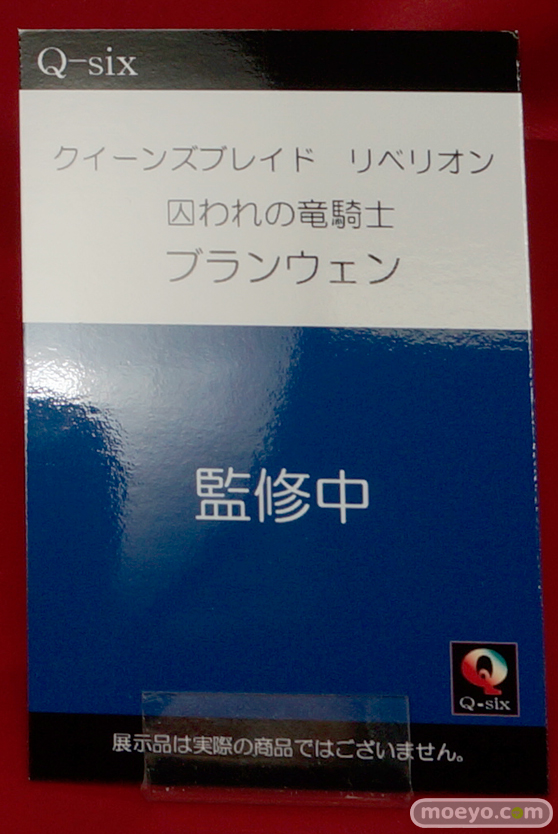 Q-six
クイーンズブレイド リベリオン
囚われの竜騎士
ブランウェン
監修中
Q-six
展示品は実際の商品ではございません。
moeyo.com